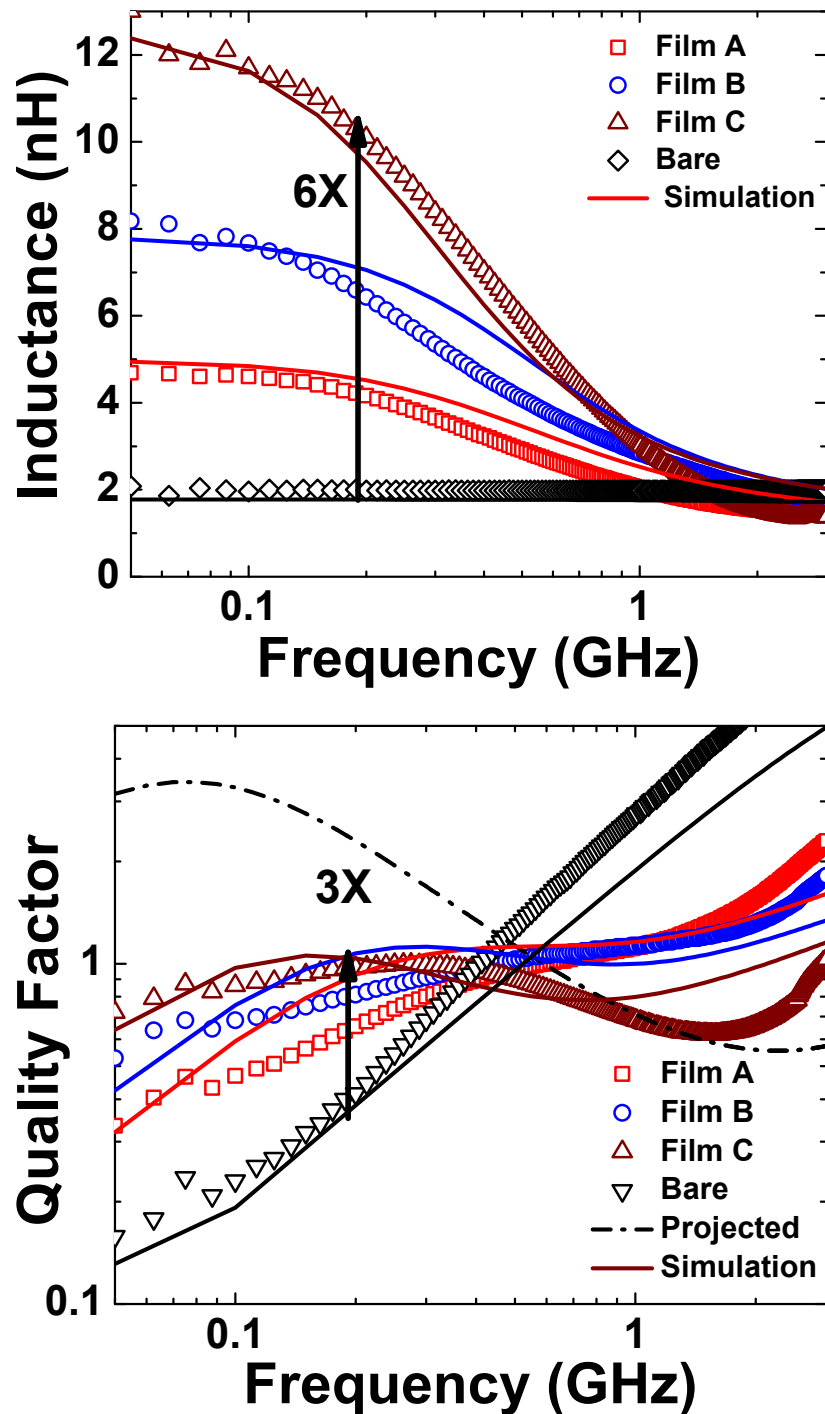 12
10
8
6
4
2
0
Inductance (nH)
Film A
Film B
Film C
Bare
Simulation
6X
0.1
1
Frequency (GHz)
1
0.1
Quality Factor
3X
Film A
Film B
Film C
Bare
Projected
Simulation
0.1
1
Frequency (GHz)